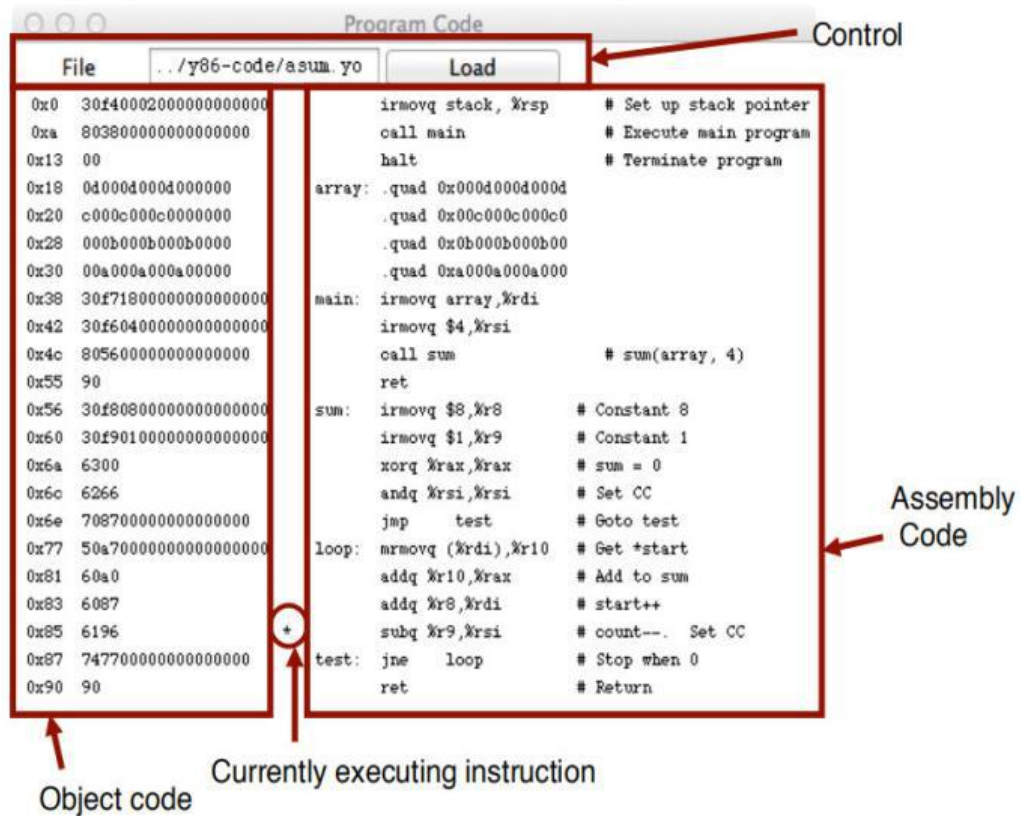 Program Code
Control
File ../y86-code/asum.yo Load
0x0 30f40002000000000000 irmovq stack, %rsp # Set up stack pointer
0xa 803800000000000000 call main # Execute main program
0x13 00 halt # Terminate program
0x18 0d000d000d000000 array: .quad 0x000d000d000d
0x20 c000c000c0000000 .quad 0x00c000c000c0
0x28 000b000b000b0000 .quad 0x0b000b000b00
0x30 00a000a000a00000 .quad 0xa000a000a000
0x38 30f71800000000000000 main: irmovq array,%rdi
0x42 30f60400000000000000 irmovq $4,%rsi
0x4c 805600000000000000 call sum # sum(array, 4)
0x55 90 ret
0x56 30f80800000000000000 sum: irmovq $8,%r8 # Constant 8
0x60 30f90100000000000000 irmovq $1,%r9 # Constant 1
0x6a 6300 xorq %rax,%rax # sum = 0
0x6c 6266 andq %rsi,%rsi # Set CC
0x6e 708700000000000000 jmp test # Goto test
0x77 50a70000000000000000 loop: mrmovq (%rdi),%r10 # Get *start
0x81 60a0 addq %r10,%rax # Add to sum
0x83 6087 addq %r8,%rdi # start++
0x85 6196 * subq %r9,%rsi # count--. Set CC
0x87 747700000000000000 test: jne loop # Stop when 0
0x90 90 ret # Return
Assembly
Code
Currently executing instruction
Object code